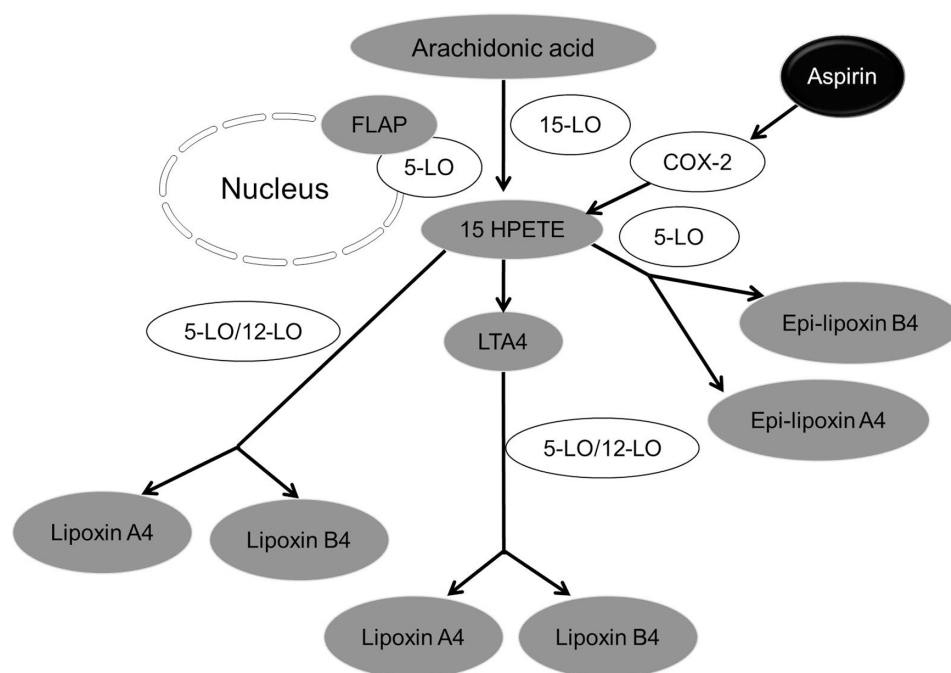 Arachidonic acid
Aspirin
FLAP
15-LO
5-LO
COX-2
Nucleus
15 HPETE
5-LO
5-LO/12-LO
LTA4
Epi-lipoxin B4
Epi-lipoxin A4
5-LO/12-LO
Lipoxin A4
Lipoxin B4
Lipoxin A4
Lipoxin B4